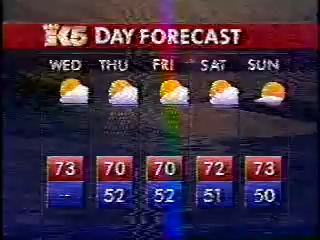 K5 DAY FORECAST
WED THU FRI SAT SUN
73 70 70 72 73
-- 52 52 51 50